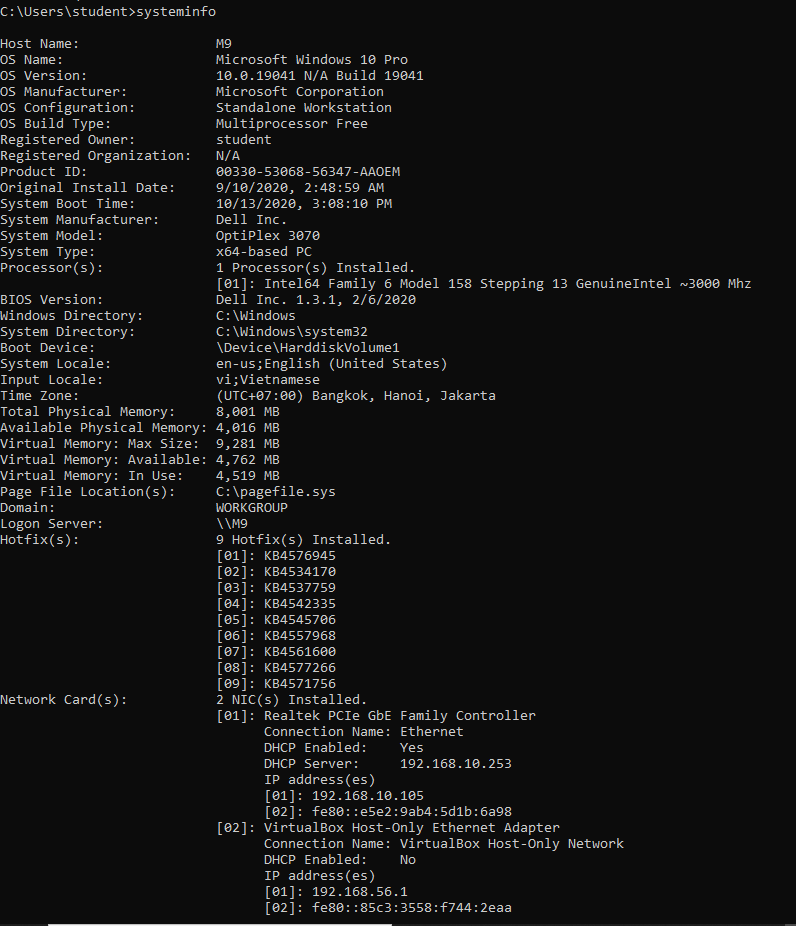 C:\Users\student>systeminfo
Host Name:                 M9
OS Name:                   Microsoft Windows 10 Pro
OS Version:                10.0.19041 N/A Build 19041
OS Manufacturer:           Microsoft Corporation
OS Configuration:          Standalone Workstation
OS Build Type:             Multiprocessor Free
Registered Owner:          student
Registered Organization:   N/A
Product ID:                00330-53068-56347-AAOEM
Original Install Date:     9/10/2020, 2:48:59 AM
System Boot Time:          10/13/2020, 3:08:10 PM
System Manufacturer:       Dell Inc.
System Model:              OptiPlex 3070
System Type:               x64-based PC
Processor(s):              1 Processor(s) Installed.
                           [01]: Intel64 Family 6 Model 158 Stepping 13 GenuineIntel ~3000 Mhz
BIOS Version:              Dell Inc. 1.3.1, 2/6/2020
Windows Directory:         C:\Windows
System Directory:          C:\Windows\system32
Boot Device:               \Device\HarddiskVolume1
System Locale:             en-us;English (United States)
Input Locale:              vi;Vietnamese
Time Zone:                 (UTC+07:00) Bangkok, Hanoi, Jakarta
Total Physical Memory:     8,001 MB
Available Physical Memory: 4,016 MB
Virtual Memory: Max Size:  9,281 MB
Virtual Memory: Available: 4,762 MB
Virtual Memory: In Use:    4,519 MB
Page File Location(s):     C:\pagefile.sys
Domain:                    WORKGROUP
Logon Server:              \\M9
Hotfix(s):                 9 Hotfix(s) Installed.
                           [01]: KB4576945
                           [02]: KB4534170
                           [03]: KB4537759
                           [04]: KB4542335
                           [05]: KB4545706
                           [06]: KB4557968
                           [07]: KB4561600
                           [08]: KB4577266
                           [09]: KB4571756
Network Card(s):           2 NIC(s) Installed.
                           [01]: Realtek PCIe GbE Family Controller
                                 Connection Name: Ethernet
                                 DHCP Enabled:    Yes
                                 DHCP Server:     192.168.10.253
                                 IP address(es)
                                 [01]: 192.168.10.105
                                 [02]: fe80::e5e2:9ab4:5d1b:6a98
                           [02]: VirtualBox Host-Only Ethernet Adapter
                                 Connection Name: VirtualBox Host-Only Network
                                 DHCP Enabled:    No
                                 IP address(es)
                                 [01]: 192.168.56.1
                                 [02]: fe80::85c3:3558:f744:2eaa